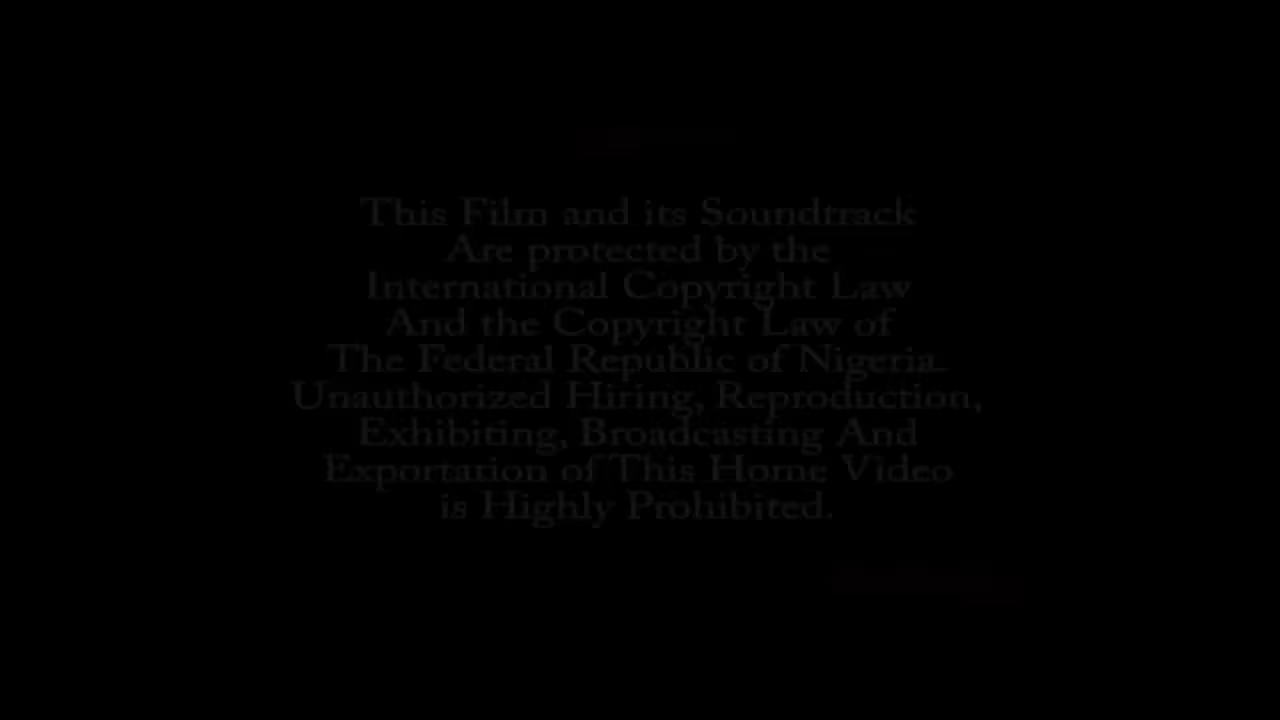 This Film and its Soundtrack
Are protected by the
International Copyright Law
And the Copyright Law of
The Federal Republic of Nigeria.
Unauthorized Hiring, Reproduction,
Exhibiting, Broadcasting And
Exportation of This Home Video
is Highly Prohibited.